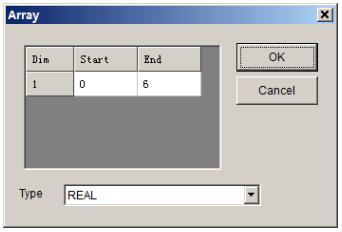 Array
Dim Start End
1 0 6
OK
Cancel
Type REAL